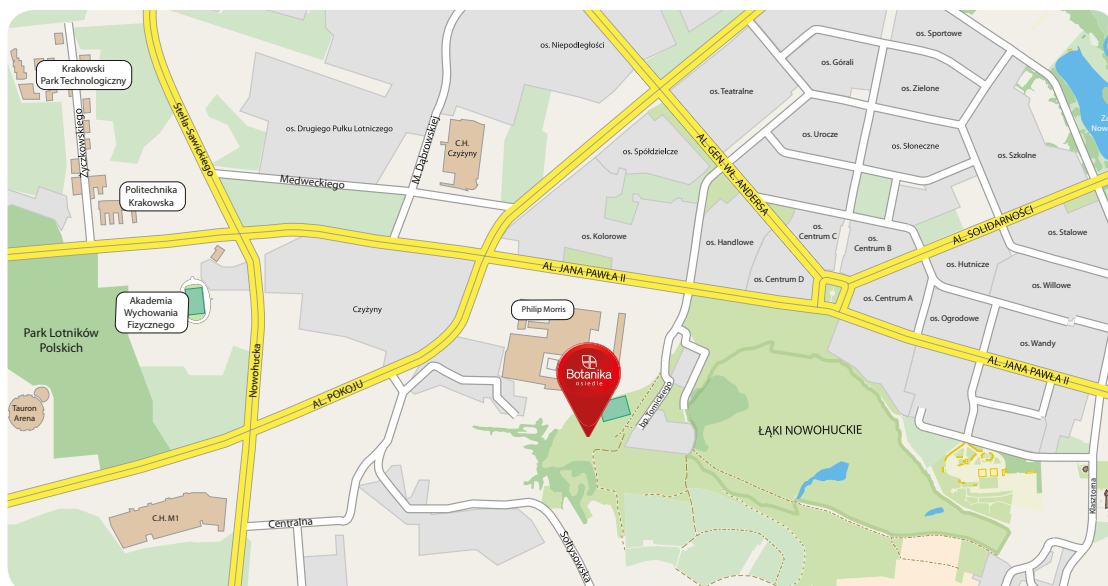 os. Sportowe
os. Niepodległości
os. Górali
Krakowski
Park Technologiczny
os. Teatralne
os. Zielone
Życzkowskiego
Stella-Sawickiego
os. Drugiego Pułku Lotniczego
M. Dąbrowskiej
C.H.
Czyżyny
os. Spółdzielcze
AL. GEN. WŁ. ANDERSA
os. Urocze
os. Słoneczne
os. Szkolne
Medweckiego
Politechnika
Krakowska
AL. SOLIDARNOŚCI
os. Kolorowe
os. Handlowe
os.
Centrum C
os.
Centrum B
os. Stalowe
AL. JANA PAWŁA II
os. Centrum D
os. Hutnicze
os. Willowe
os. Centrum A
Akademia
Wychowania
Fizycznego
Czyżyny
Philip Morris
os. Ogrodowe
os. Wandy
Park Lotników
Polskich
Nowohucka
AL. POKOJU
Botanika
osiedle
bp. Tomickiego
AL. JANA PAWŁA II
Tauron
Arena
ŁĄKI NOWOHUCKIE
C.H. M1
Centralna
Sołtysowska
Klasztorna